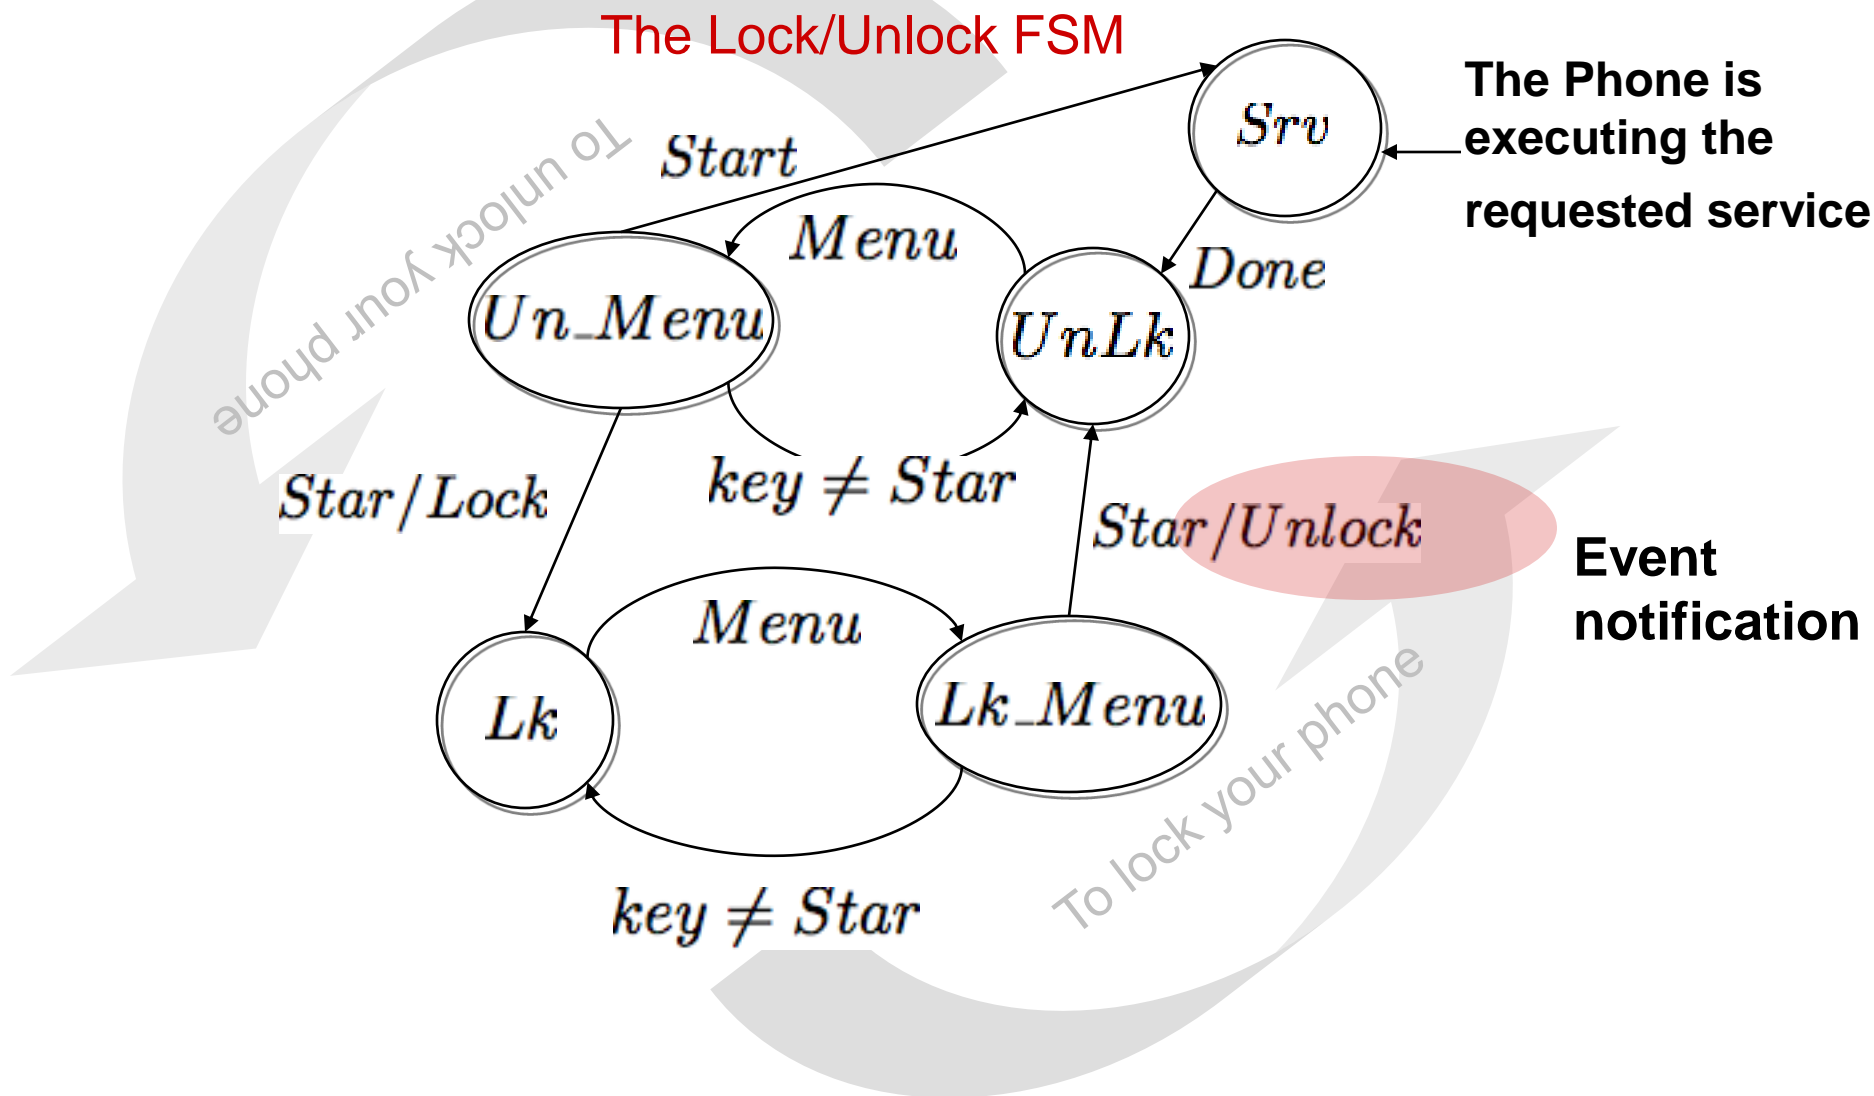 The Lock/Unlock FSM
Srv
The Phone is
executing the
requested service
Start
To unlock your phone
Menu
Done
Un_Menu
UnLk
key ≠ Star
Star/Lock
Star/Unlock
Event
notification
Menu
Lk
Lk_Menu
To lock your phone
key ≠ Star